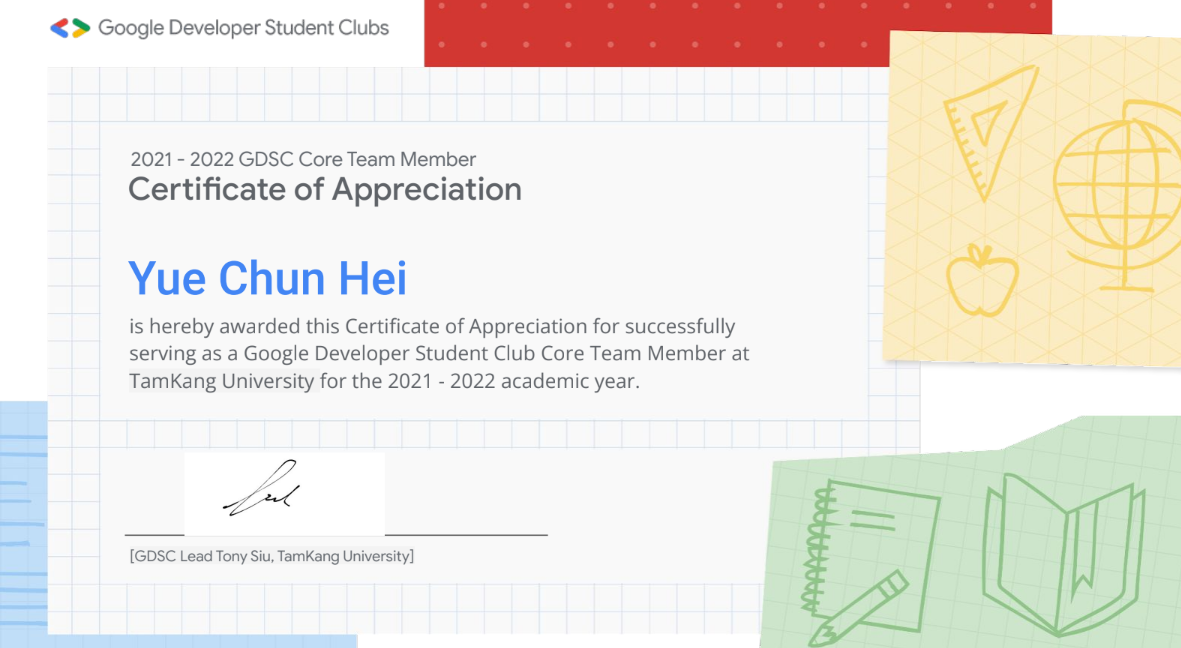 Google Developer Student Clubs
2021 - 2022 GDSC Core Team Member
Certificate of Appreciation
Yue Chun Hei
is hereby awarded this Certificate of Appreciation for successfully
serving as a Google Developer Student Club Core Team Member at
TamKang University for the 2021 - 2022 academic year.
[GDSC Lead Tony Siu, TamKang University]